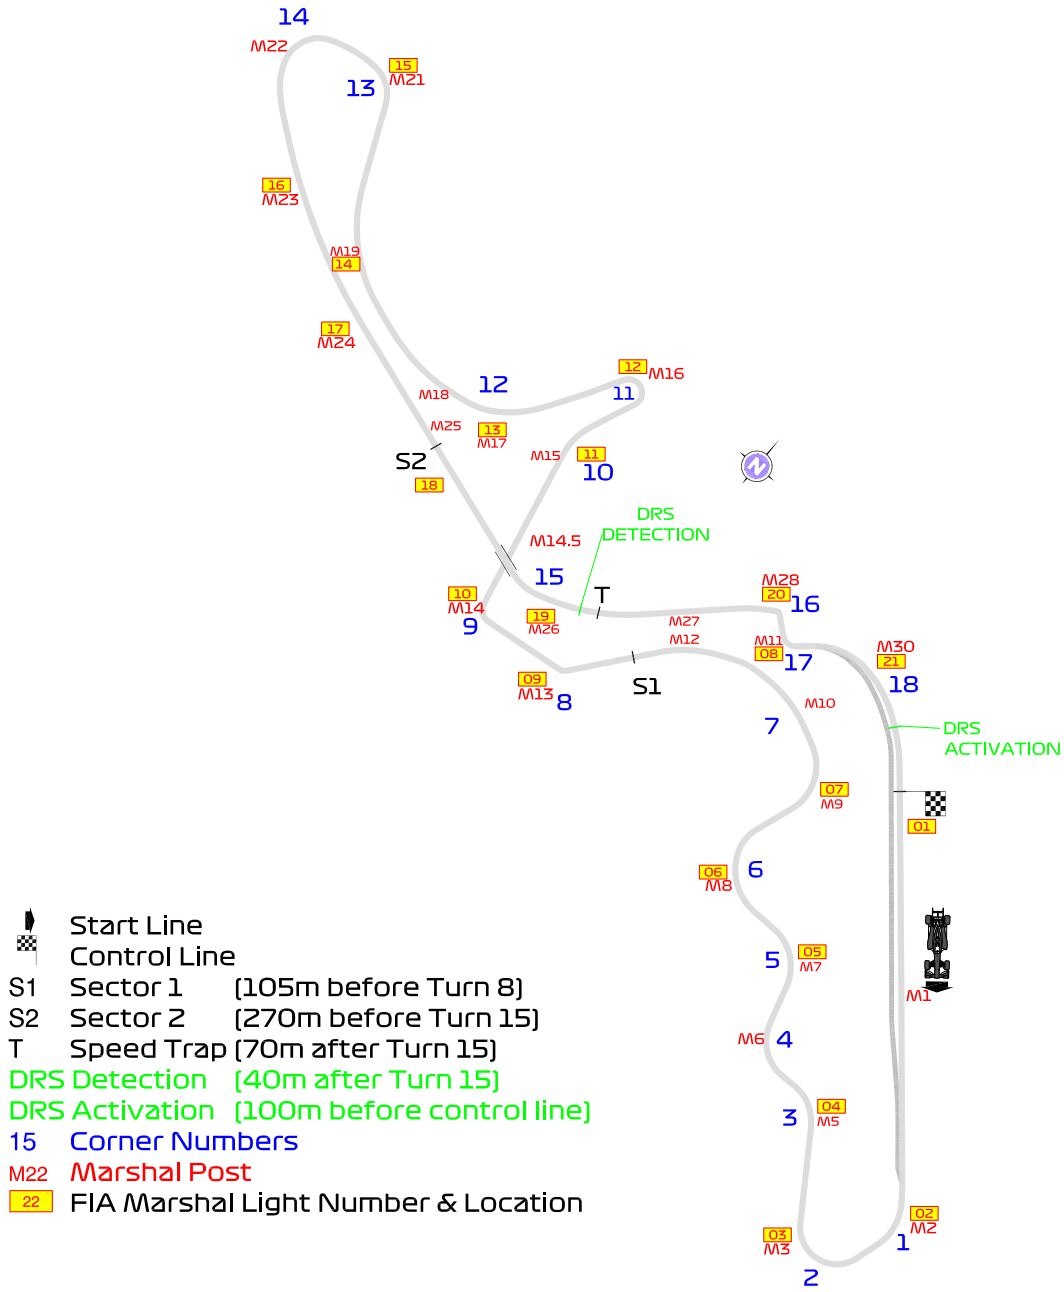 14
M22
15
M21
13
16
M23
M19
14
17
M24
12
M16
12
11
M18
M25
13
M17
S2
M15
11
10
18
N
DRS
DETECTION
M14.5
15
M28
10
M14
T
20
16
19
M26
9
M27
M12
M11
08
17
M30
21
09
M13
8
S1
18
M10
7
DRS
ACTIVATION
07
M9
01
06
M8
6
5
05
M7
M1
M6
4
3
04
M5
02
M2
03
M3
1
2
Start Line
Control Line
S1 Sector 1 (105m before Turn 8)
S2 Sector 2 (270m before Turn 15)
T Speed Trap (70m after Turn 15)
DRS Detection (40m after Turn 15)
DRS Activation (100m before control line)
15 Corner Numbers
M22 Marshal Post
22 FIA Marshal Light Number & Location